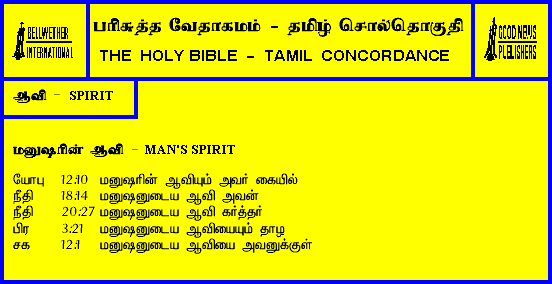 BELLWETHER
INTERNATIONAL
பரிசுத்த வேதாகமம் - தமிழ் சொல்தொகுதி
THE HOLY BIBLE - TAMIL CONCORDANCE
GOOD NEWS
PUBLISHERS
ஆவி - SPIRIT
மனுஷரின் ஆவி - MAN'S SPIRIT
யோபு 12:10 மனுஷரின் ஆவியும் அவர் கையில்
நீதி 18:14 மனுஷனுடைய ஆவி அவன்
நீதி 20:27 மனுஷனுடைய ஆவி கர்த்தர்
பிர 3:21 மனுஷனுடைய ஆவியையும் தாழ
சக 12:1 மனுஷனுடைய ஆவியை அவனுக்குள்